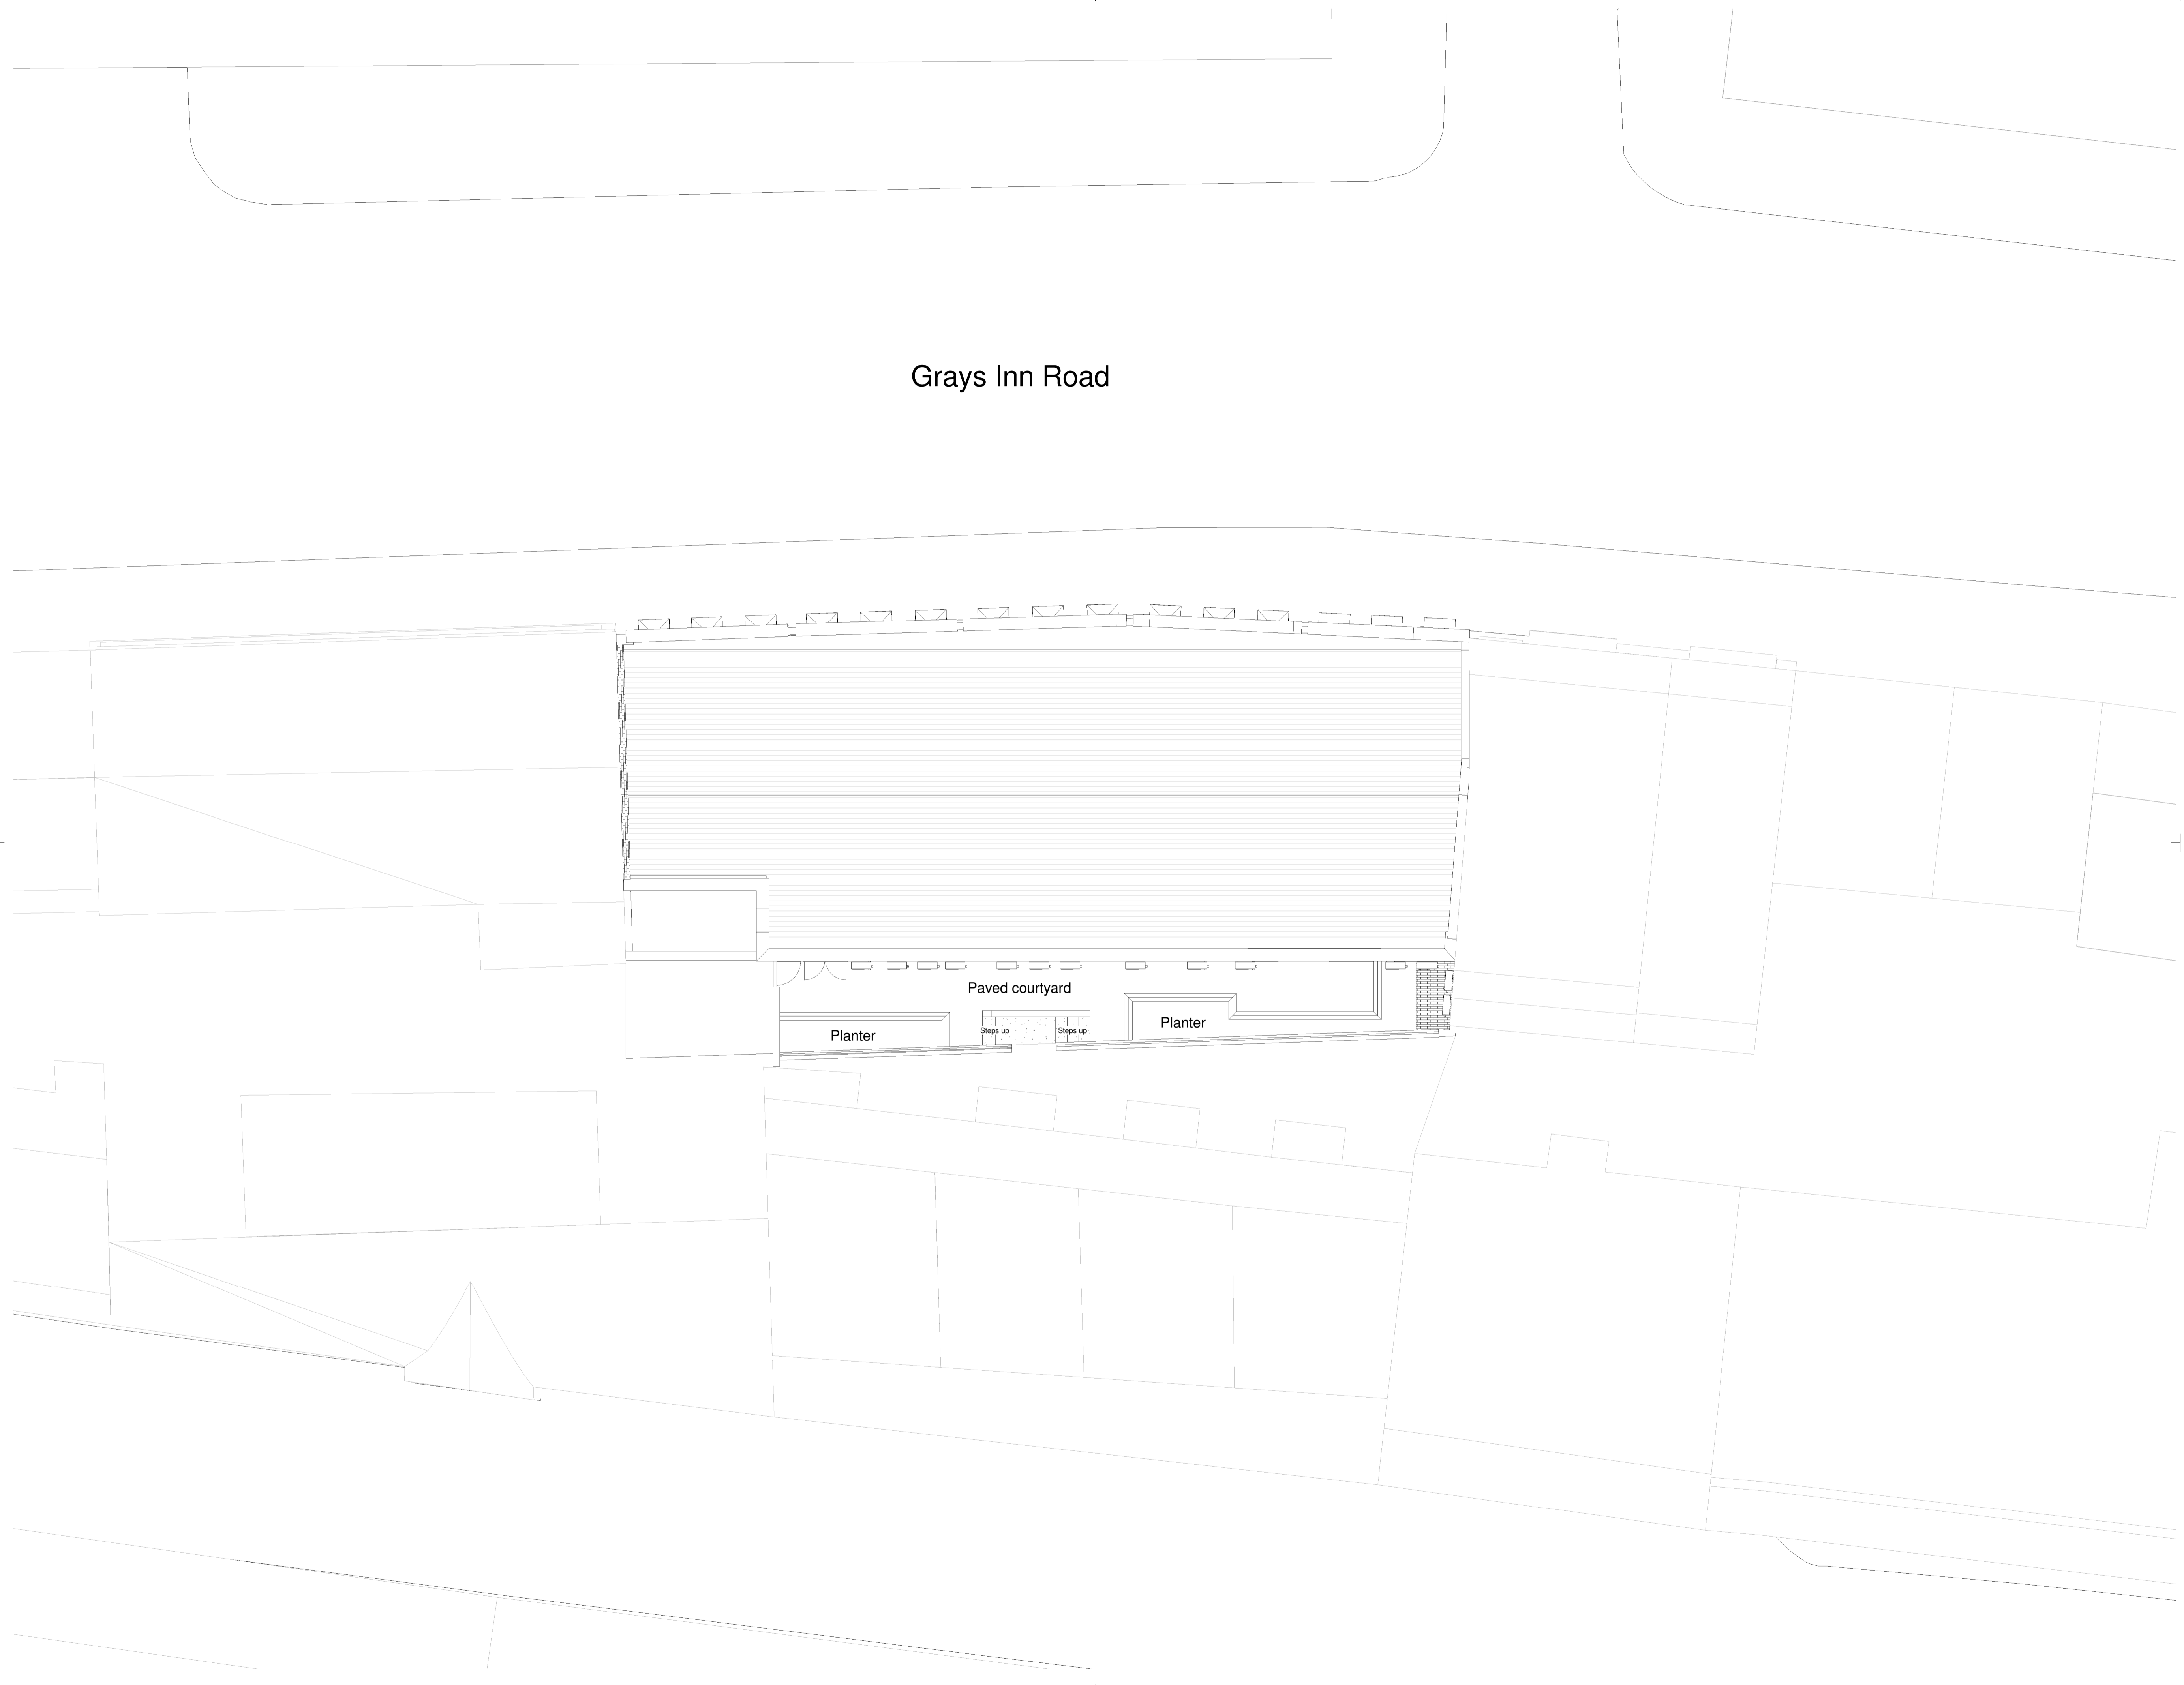 Grays Inn Road
Paved courtyard
Planter
Steps up
Steps up
Planter